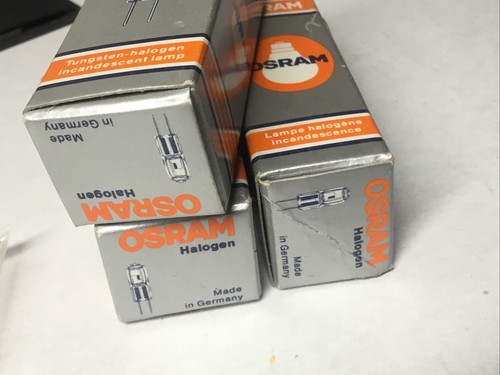 Tungsten-halogen
incandescent lamp
Made
in Germany
Halogen
OSRAM
OSRAM
Halogen
Made
in Germany
OSRAM
OSRAM
Lampe halogène
incandescence
OSRAM
Halogen
Made
in Germany